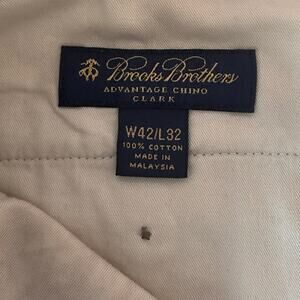 Brooks Brothers
ADVANTAGE CHINO
CLARK
W42/L32
100% COTTON
MADE IN
MALAYSIA